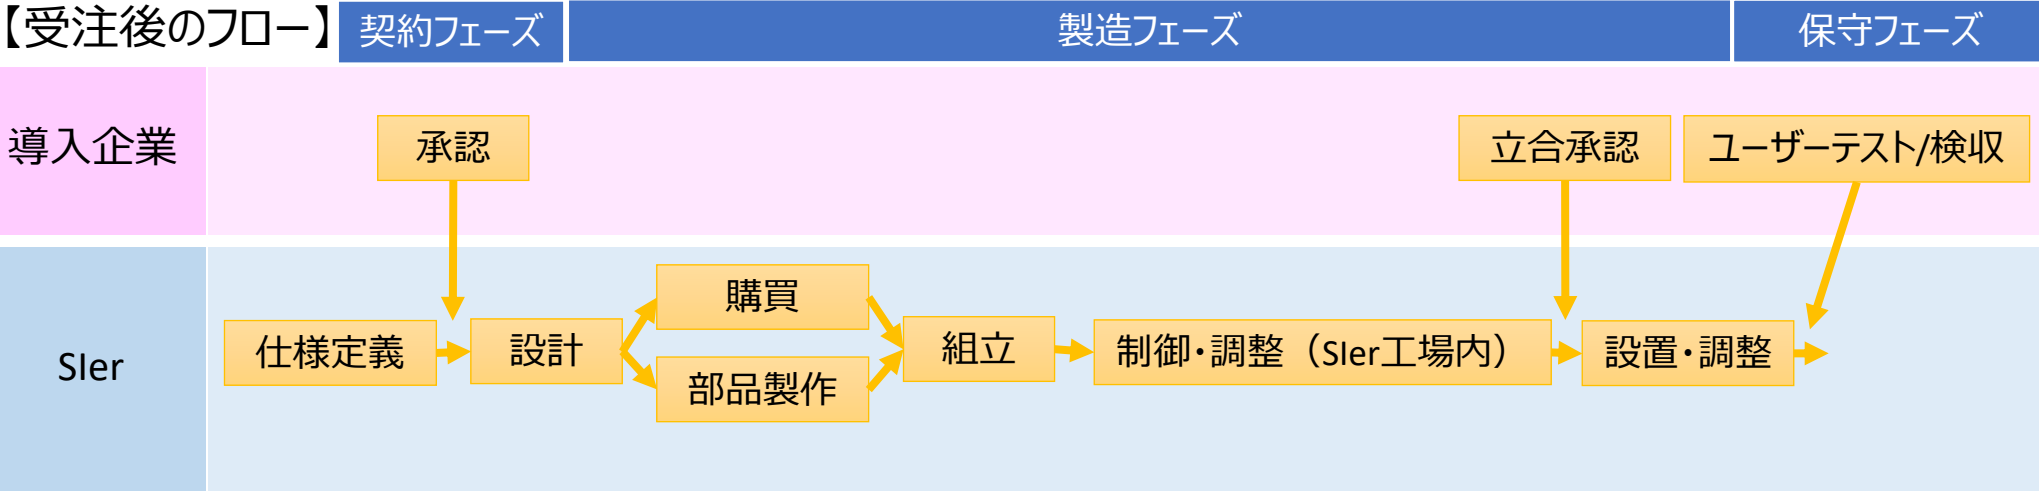 【受注後のフロー】
契約フェーズ
製造フェーズ
保守フェーズ
導入企業
承認
立合承認
ユーザーテスト/検収
SIer
仕様定義
設計
購買
部品製作
組立
制御・調整（SIer工場内）
設置・調整